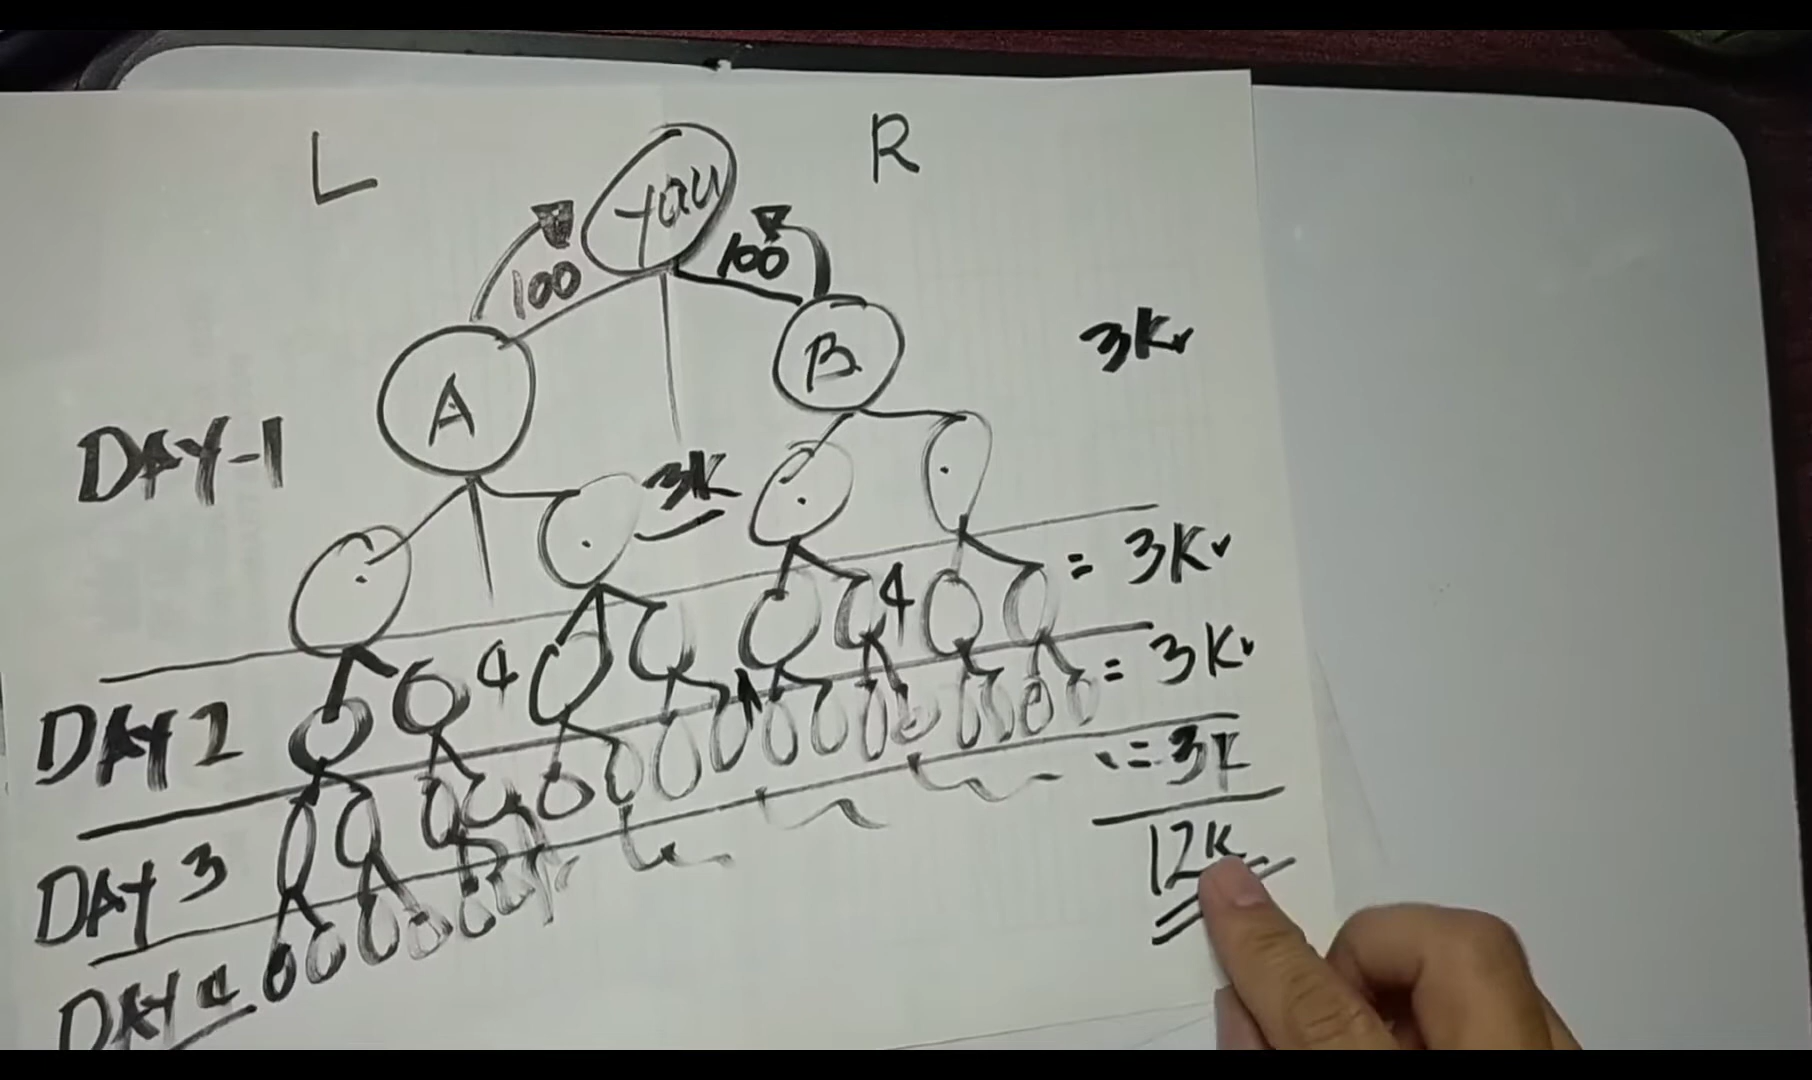 L R
YOU
100 100
A B
3K
DAY-1
3K
= 3K
4 4
= 3K
DAY 2
= 3K
12K
DAY 3
DAY 4